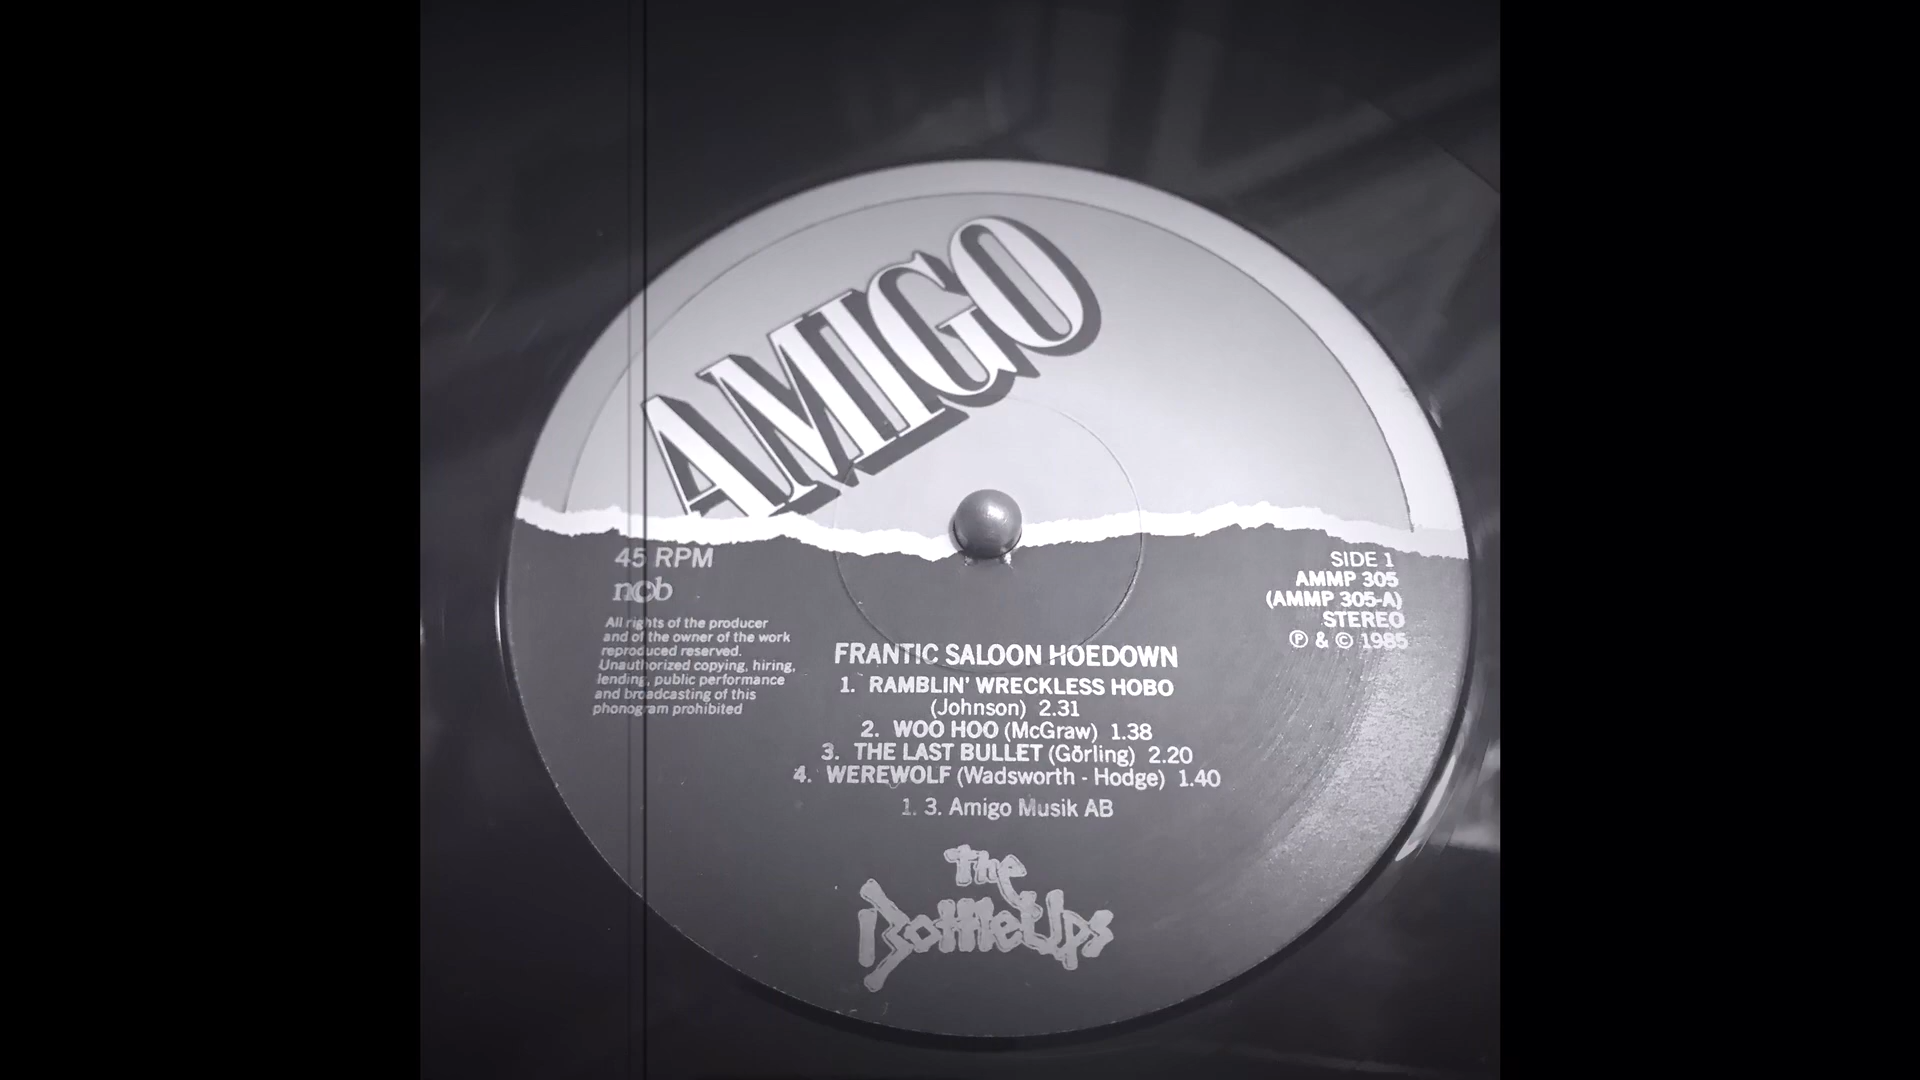 AMIGO
45 RPM
ncb
All rights of the producer
and of the owner of the work
reproduced reserved.
Unauthorized copying, hiring,
lending, public performance
and broadcasting of this
phonogram prohibited
SIDE 1
AMMP 305
(AMMP 305-A)
STEREO
℗ & © 1985
FRANTIC SALOON HOEDOWN
1. RAMBLIN' WRECKLESS HOBO
(Johnson) 2.31
2. WOO HOO (McGraw) 1.38
3. THE LAST BULLET (Görling) 2.20
4. WEREWOLF (Wadsworth - Hodge) 1.40
1. 3. Amigo Musik AB
The
BottleUps